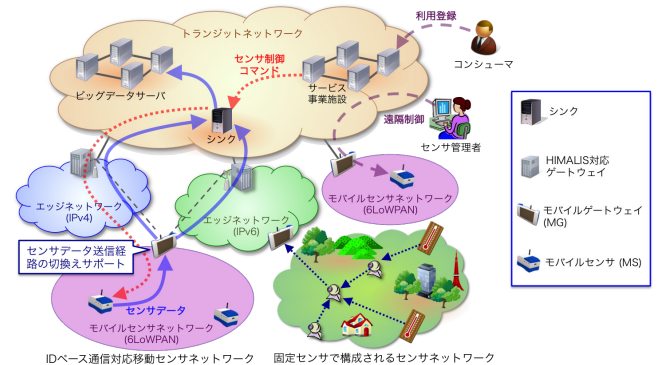 利用登録
トランジットネットワーク
コンシューマ
センサ制御
コマンド
ビッグデータサーバ
サービス
事業施設
シンク
遠隔制御
センサ管理者
シンク
HIMALIS対応
ゲートウェイ
モバイルゲートウェイ
(MG)
モバイルセンサ (MS)
エッジネットワーク
(IPv4)
エッジネットワーク
(IPv6)
モバイルセンサネットワーク
(6LoWPAN)
センサデータ送信経
路の切換えサポート
センサデータ
モバイルセンサネットワーク
(6LoWPAN)
IDベース通信対応移動センサネットワーク
固定センサで構成されるセンサネットワーク